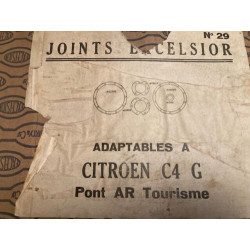 N° 29
JOINTS EXCELSIOR
ADAPTABLES A
CITROEN C4 G
Pont AR Tourisme